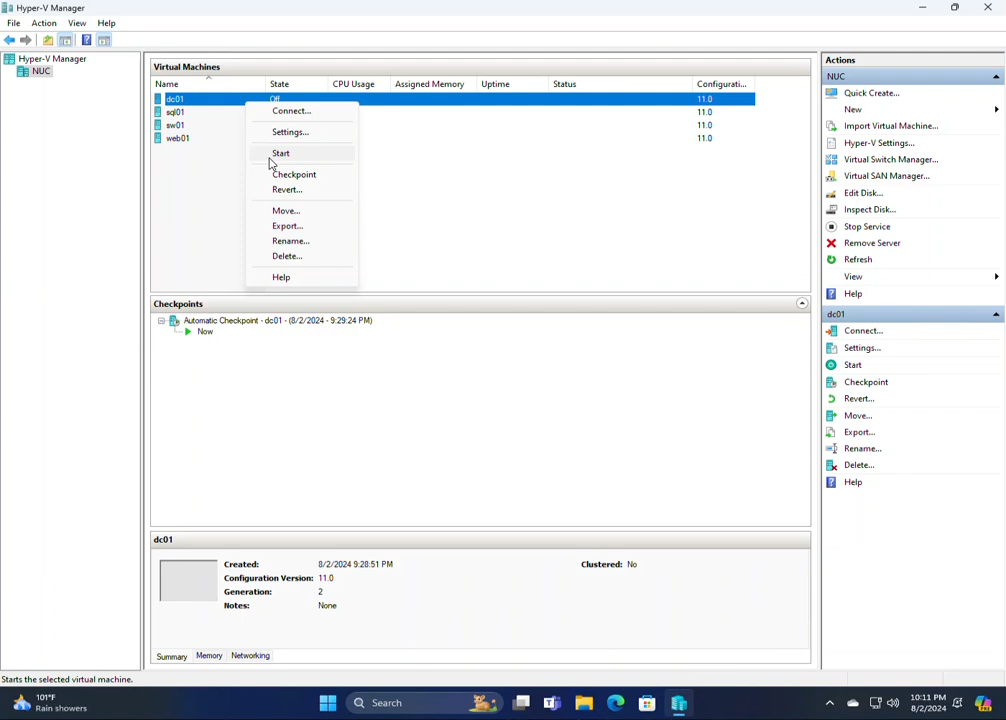 Hyper-V Manager
File Action View Help
Hyper-V Manager
NUC
Virtual Machines
Name State CPU Usage Assigned Memory Uptime Status Configurati...
dc01 Off 11.0
sql01 11.0
sw01 11.0
web01 11.0
Connect...
Settings...
Start
Checkpoint
Revert...
Move...
Export...
Rename...
Delete...
Help
Checkpoints
Automatic Checkpoint - dc01 - (8/2/2024 - 9:29:24 PM)
Now
dc01
Created: 8/2/2024 9:28:51 PM Clustered: No
Configuration Version: 11.0
Generation: 2
Notes: None
Summary Memory Networking
Actions
NUC
Quick Create...
New
Import Virtual Machine...
Hyper-V Settings...
Virtual Switch Manager...
Virtual SAN Manager...
Edit Disk...
Inspect Disk...
Stop Service
Remove Server
Refresh
View
Help
dc01
Connect...
Settings...
Start
Checkpoint
Revert...
Move...
Export...
Rename...
Delete...
Help
Starts the selected virtual machine.
101°F
Rain showers
Search
10:11 PM
8/2/2024